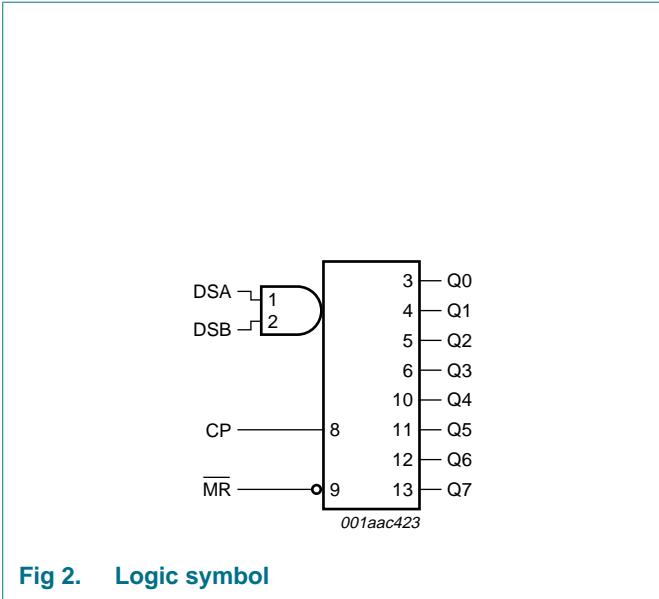 DSA 1 3 Q0
DSB 2 4 Q1
5 Q2
6 Q3
10 Q4
CP 8 11 Q5
12 Q6
M̅R̅ 9 13 Q7
001aac423
Fig 2. Logic symbol